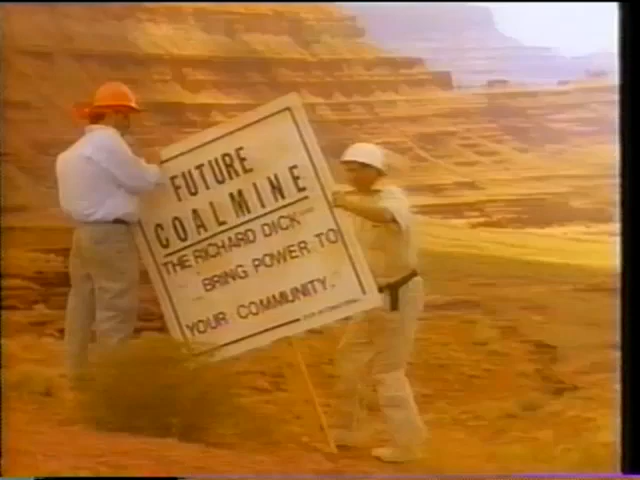 FUTURE
COALMINE
THE RICHARD DICK
BRING POWER TO
YOUR COMMUNITY.